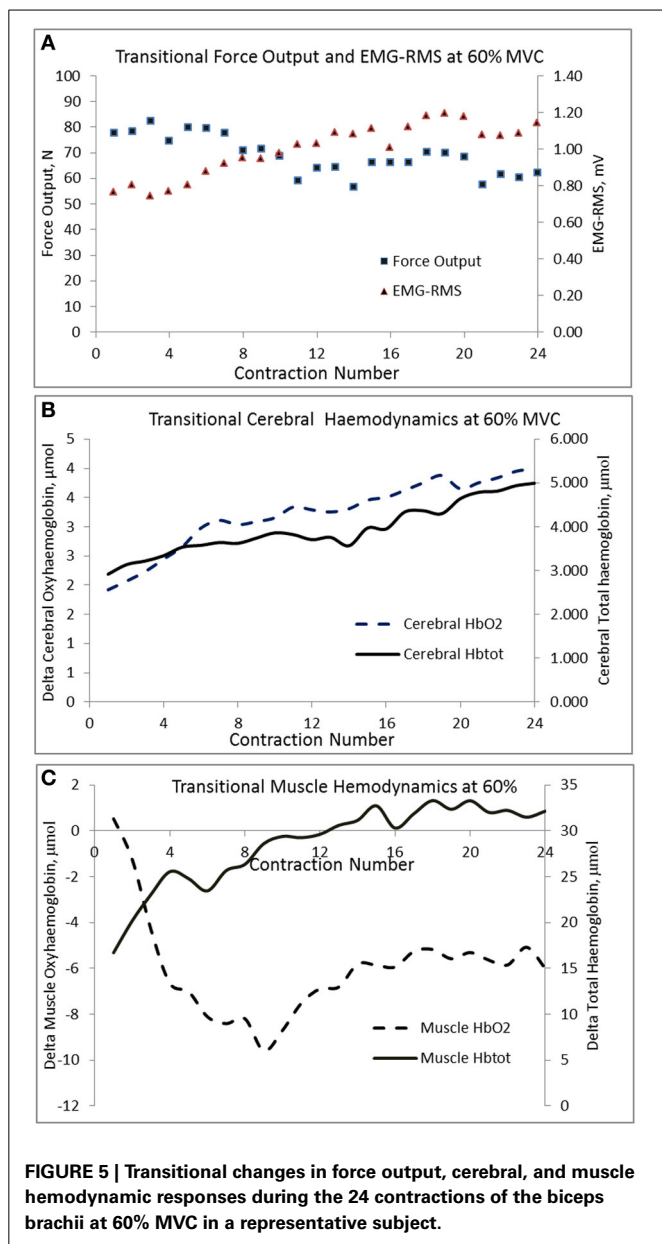 A
Transitional Force Output and EMG-RMS at 60% MVC
Force Output, N
100
90
80
70
60
50
40
30
20
10
0
1.40
1.20
1.00
0.80
0.60
0.40
0.20
0.00
EMG-RMS, mV
Force Output
EMG-RMS
0 4 8 12 16 20 24
Contraction Number
B
Transitional Cerebral Haemodynamics at 60% MVC
Delta Cerebral Oxyhaemoglobin, µmol
5
4
4
3
3
2
2
1
1
0
6.000
5.000
4.000
3.000
2.000
1.000
0.000
Cerebral Total haemoglobin, µmol
Cerebral HbO2
Cerebral Hbtot
0 4 8 12 16 20 24
Contraction Number
C
Transitional Muscle Hemodynamics at 60%
Delta Muscle Oxyhaemoglobin, µmol
2
0
-2
-4
-6
-8
-10
-12
35
30
25
20
15
10
5
0
Delta Total Haemoglobin, µmol
0 4 8 12 16 20 24
Contraction Number
Muscle HbO2
Muscle Hbtot
FIGURE 5 | Transitional changes in force output, cerebral, and muscle
hemodynamic responses during the 24 contractions of the biceps
brachii at 60% MVC in a representative subject.